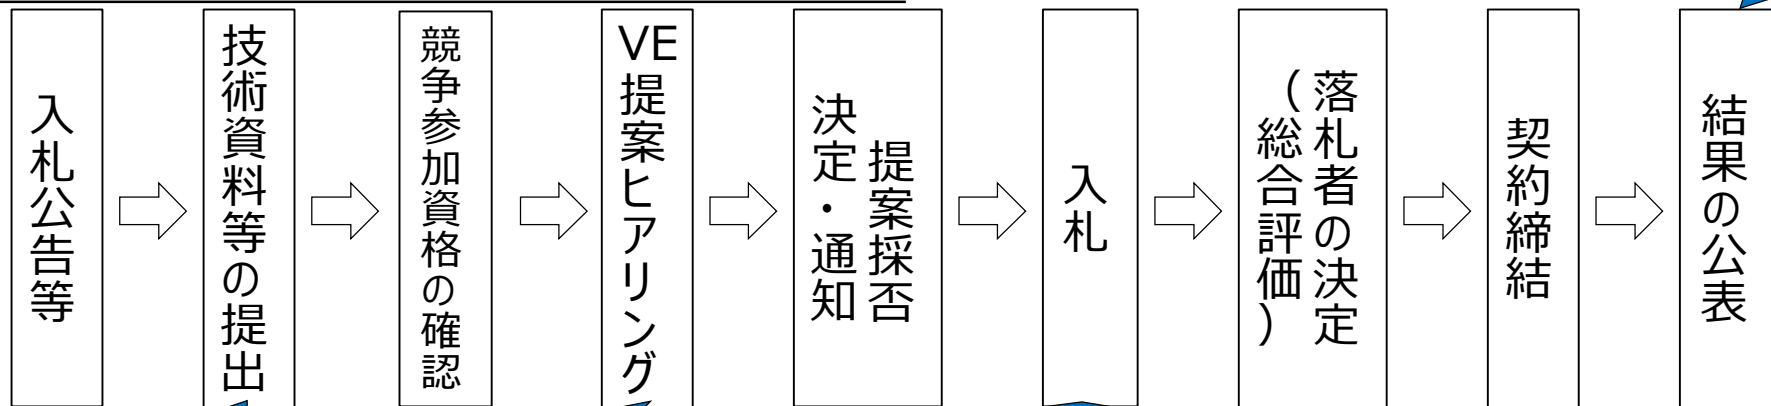 入札公告等
技術資料等の提出
競争参加資格の確認
VE提案ヒアリング
提案採否
決定・通知
入札
落札者の決定
（総合評価）
契約締結
結果の公表